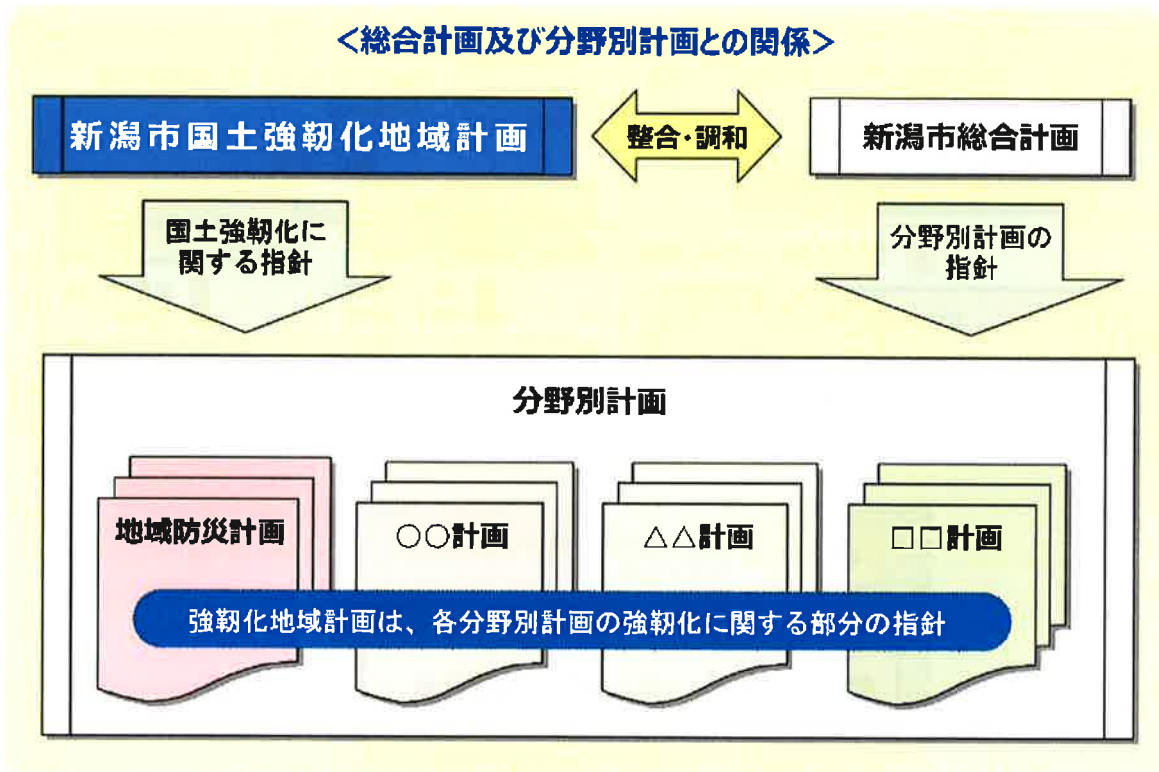 ＜総合計画及び分野別計画との関係＞
新潟市国土強靭化地域計画
整合・調和
新潟市総合計画
国土強靭化に
関する指針
分野別計画の
指針
分野別計画
地域防災計画
○○計画
△△計画
□□計画
強靭化地域計画は、各分野別計画の強靭化に関する部分の指針